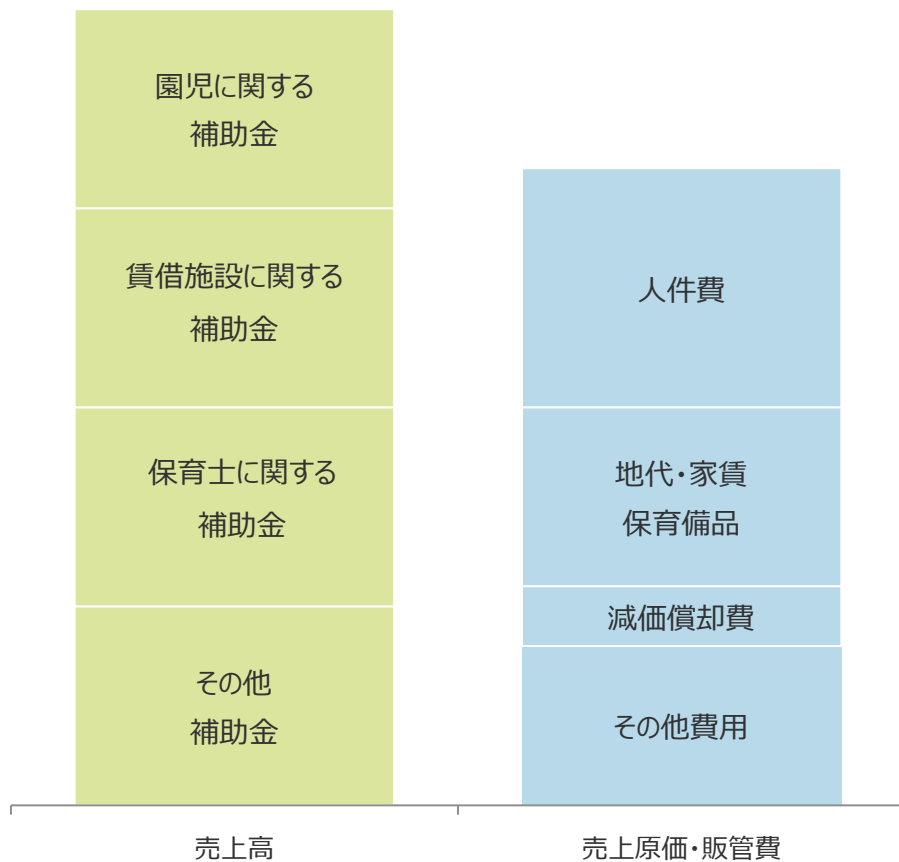 園児に関する
補助金
賃借施設に関する
補助金
保育士に関する
補助金
その他
補助金
人件費
地代・家賃
保育備品
減価償却費
その他費用
売上高
売上原価・販管費